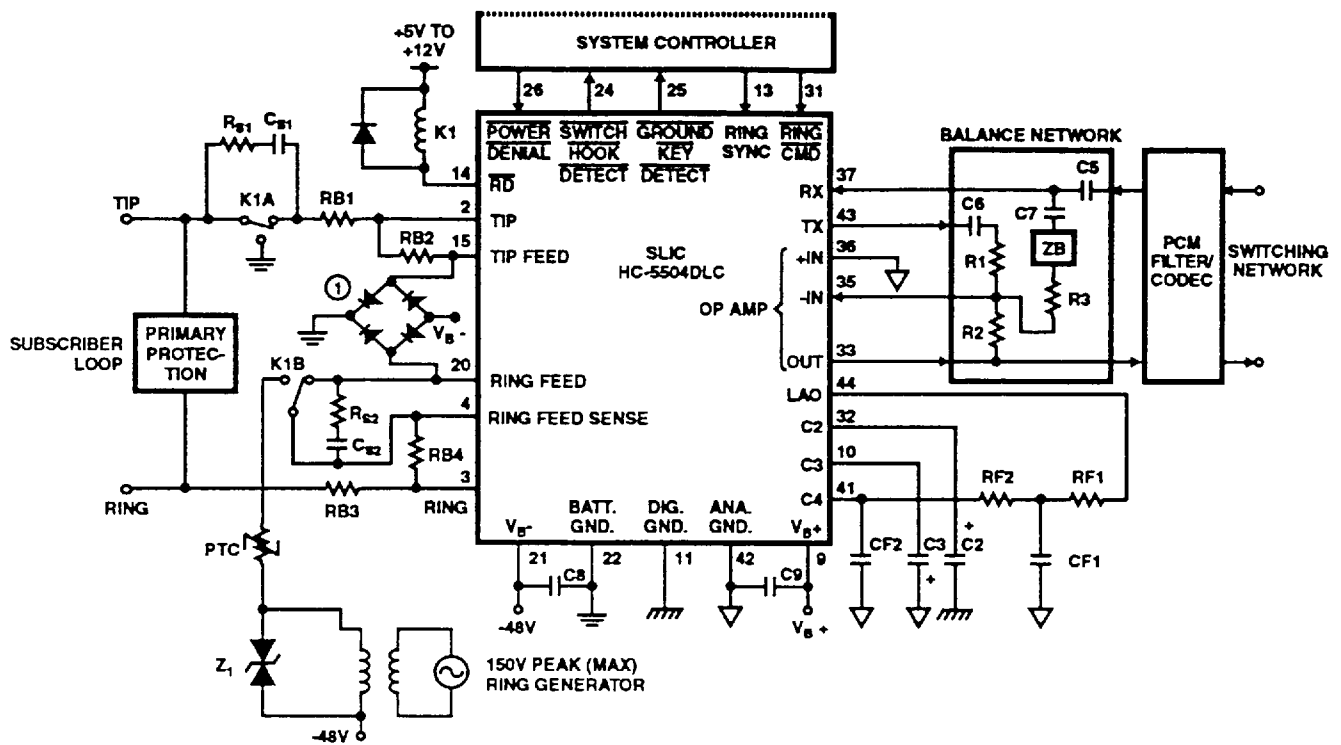 SYSTEM CONTROLLER
+5V TO
+12V
26
24
25
13
31
K1
POWER
DENIAL
SWITCH
HOOK
DETECT
GROUND
KEY
DETECT
RING
SYNC
RING
CMD
BALANCE NETWORK
RS1
CS1
K1A
TIP
RB1
RB2
14
RD
2
TIP
15
TIP FEED
SLIC
HC-5504DLC
OP AMP
37
RX
43
TX
36
+IN
35
-IN
33
OUT
44
LAO
32
C2
10
C3
41
C4
C5
C6
C7
ZB
R1
R2
R3
PCM
FILTER/
CODEC
SWITCHING
NETWORK
1
VB-
SUBSCRIBER
LOOP
PRIMARY
PROTEC-
TION
K1B
20
RING FEED
4
RING FEED SENSE
RS2
CS2
RB4
3
RING
RING
RB3
VB-
BATT.
GND.
DIG.
GND.
ANA.
GND.
VB+
21
22
11
42
9
C8
C9
-48V
VB+
RF2
RF1
CF2
C3
+
C2
+
CF1
PTC
Z1
150V PEAK (MAX)
RING GENERATOR
-48V